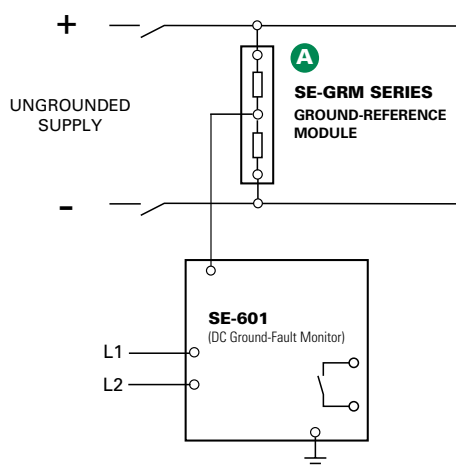 +
A
SE-GRM SERIES
GROUND-REFERENCE
MODULE
UNGROUNDED
SUPPLY
-
SE-601
(DC Ground-Fault Monitor)
L1
L2